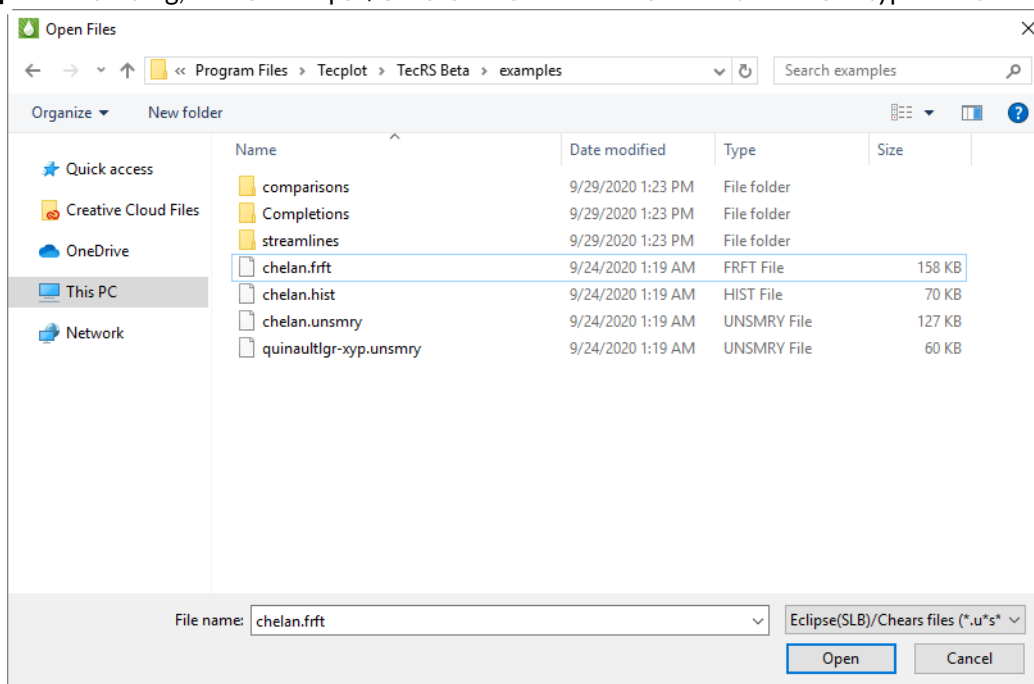 Open Files
« Program Files > Tecplot > TecRS Beta > examples
Search examples
Organize
New folder
Name Date modified Type Size
Quick access
Creative Cloud Files
OneDrive
This PC
Network
comparisons 9/29/2020 1:23 PM File folder
Completions 9/29/2020 1:23 PM File folder
streamlines 9/29/2020 1:23 PM File folder
chelan.frft 9/24/2020 1:19 AM FRFT File 158 KB
chelan.hist 9/24/2020 1:19 AM HIST File 70 KB
chelan.unsmry 9/24/2020 1:19 AM UNSMRY File 127 KB
quinaultlgr-xyp.unsmry 9/24/2020 1:19 AM UNSMRY File 60 KB
File name: chelan.frft
Eclipse(SLB)/Chears files (*.u*s*
Open Cancel